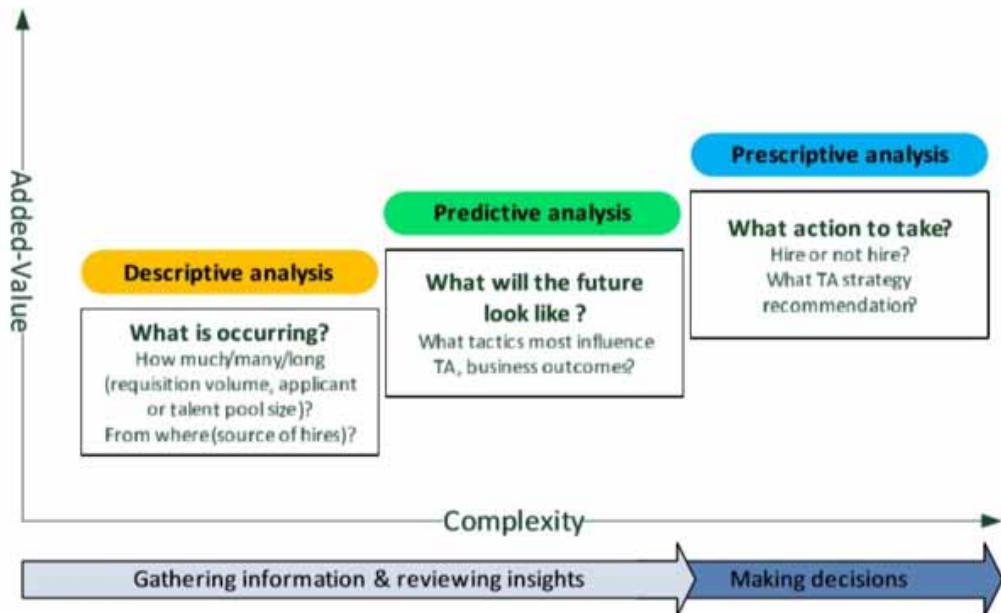 Added-Value
Prescriptive analysis
What action to take?
Hire or not hire?
What TA strategy
recommendation?
Predictive analysis
What will the future
look like ?
What tactics most influence
TA, business outcomes?
Descriptive analysis
What is occurring?
How much/many/long
(requisition volume, applicant
or talent pool size)?
From where (source of hires)?
Complexity
Gathering information & reviewing insights
Making decisions